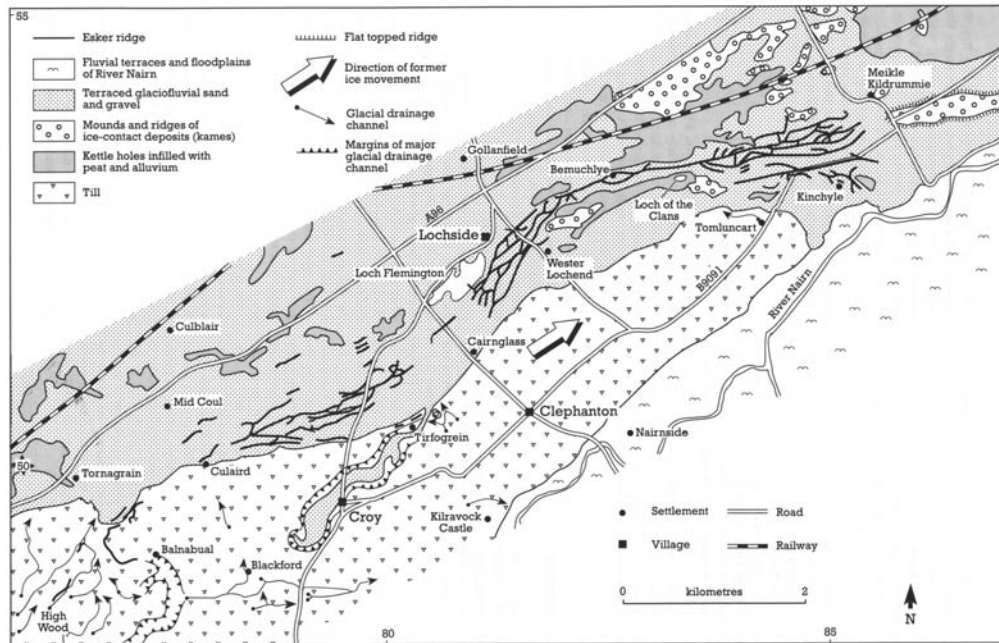 55
Esker ridge
Fluvial terraces and floodplains
of River Nairn
Terraced glaciofluvial sand
and gravel
Mounds and ridges of
ice-contact deposits (kames)
Kettle holes infilled with
peat and alluvium
Till
Flat topped ridge
Direction of former
ice movement
Glacial drainage
channel
Margins of major
glacial drainage
channel
Meikle
Kildrummie
Gollanfield
Bemuchlye
Kinchyle
Loch of the
Clans
A96
Tomluncart
Lochside
Wester
Lochend
Loch Flemington
B9091
River Nairn
Culblair
Cairnglass
Mid Coul
Clephanton
Tirfogrein
Nairnside
50
Tornagrain
Culaird
Croy
Kilravock
Castle
Settlement
Road
Village
Railway
Balnabual
Blackford
High
Wood
0
kilometres
2
N
80
85